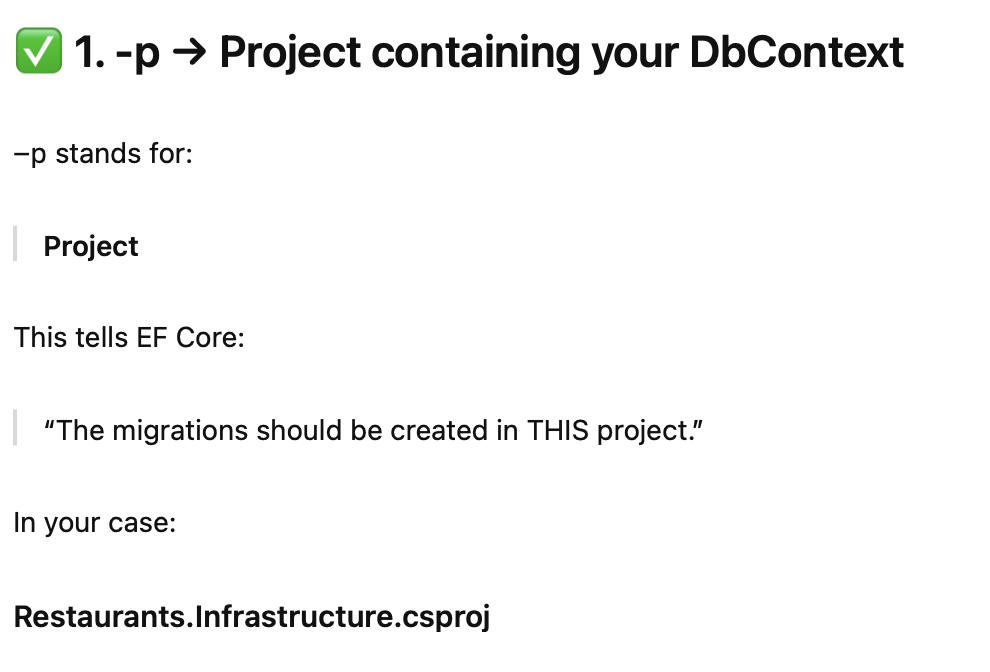 ✅ 1. -p → Project containing your DbContext
–p stands for:
Project
This tells EF Core:
“The migrations should be created in THIS project.”
In your case:
Restaurants.Infrastructure.csproj